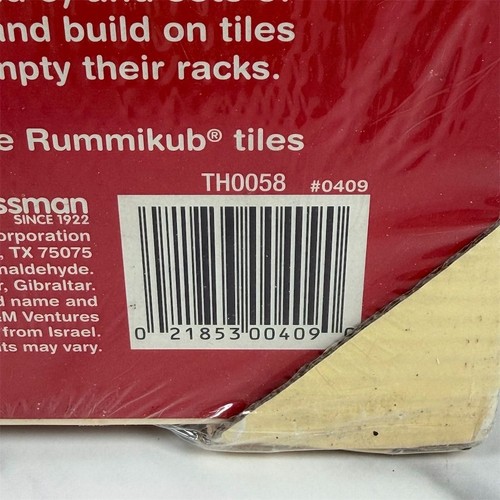 and build on tiles
mpty their racks.
e Rummikub® tiles
TH0058 #0409
ssman
SINCE 1922
orporation
, TX 75075
naldehyde.
r, Gibraltar.
d name and
&M Ventures
from Israel.
nts may vary.
0 21853 00409